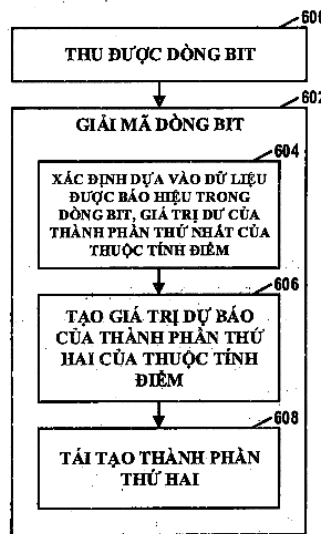 600
THU ĐƯỢC DÒNG BIT
602
GIẢI MÃ DÒNG BIT
604
XÁC ĐỊNH DỰA VÀO DỮ LIỆU
ĐƯỢC BÁO HIỆU TRONG
DÒNG BIT, GIÁ TRỊ DƯ CỦA
THÀNH PHẦN THỨ NHẤT CỦA
THUỘC TÍNH ĐIỂM
606
TẠO GIÁ TRỊ DỰ BÁO
CỦA THÀNH PHẦN THỨ
HAI CỦA THUỘC TÍNH
ĐIỂM
608
TÁI TẠO THÀNH PHẦN
THỨ HAI